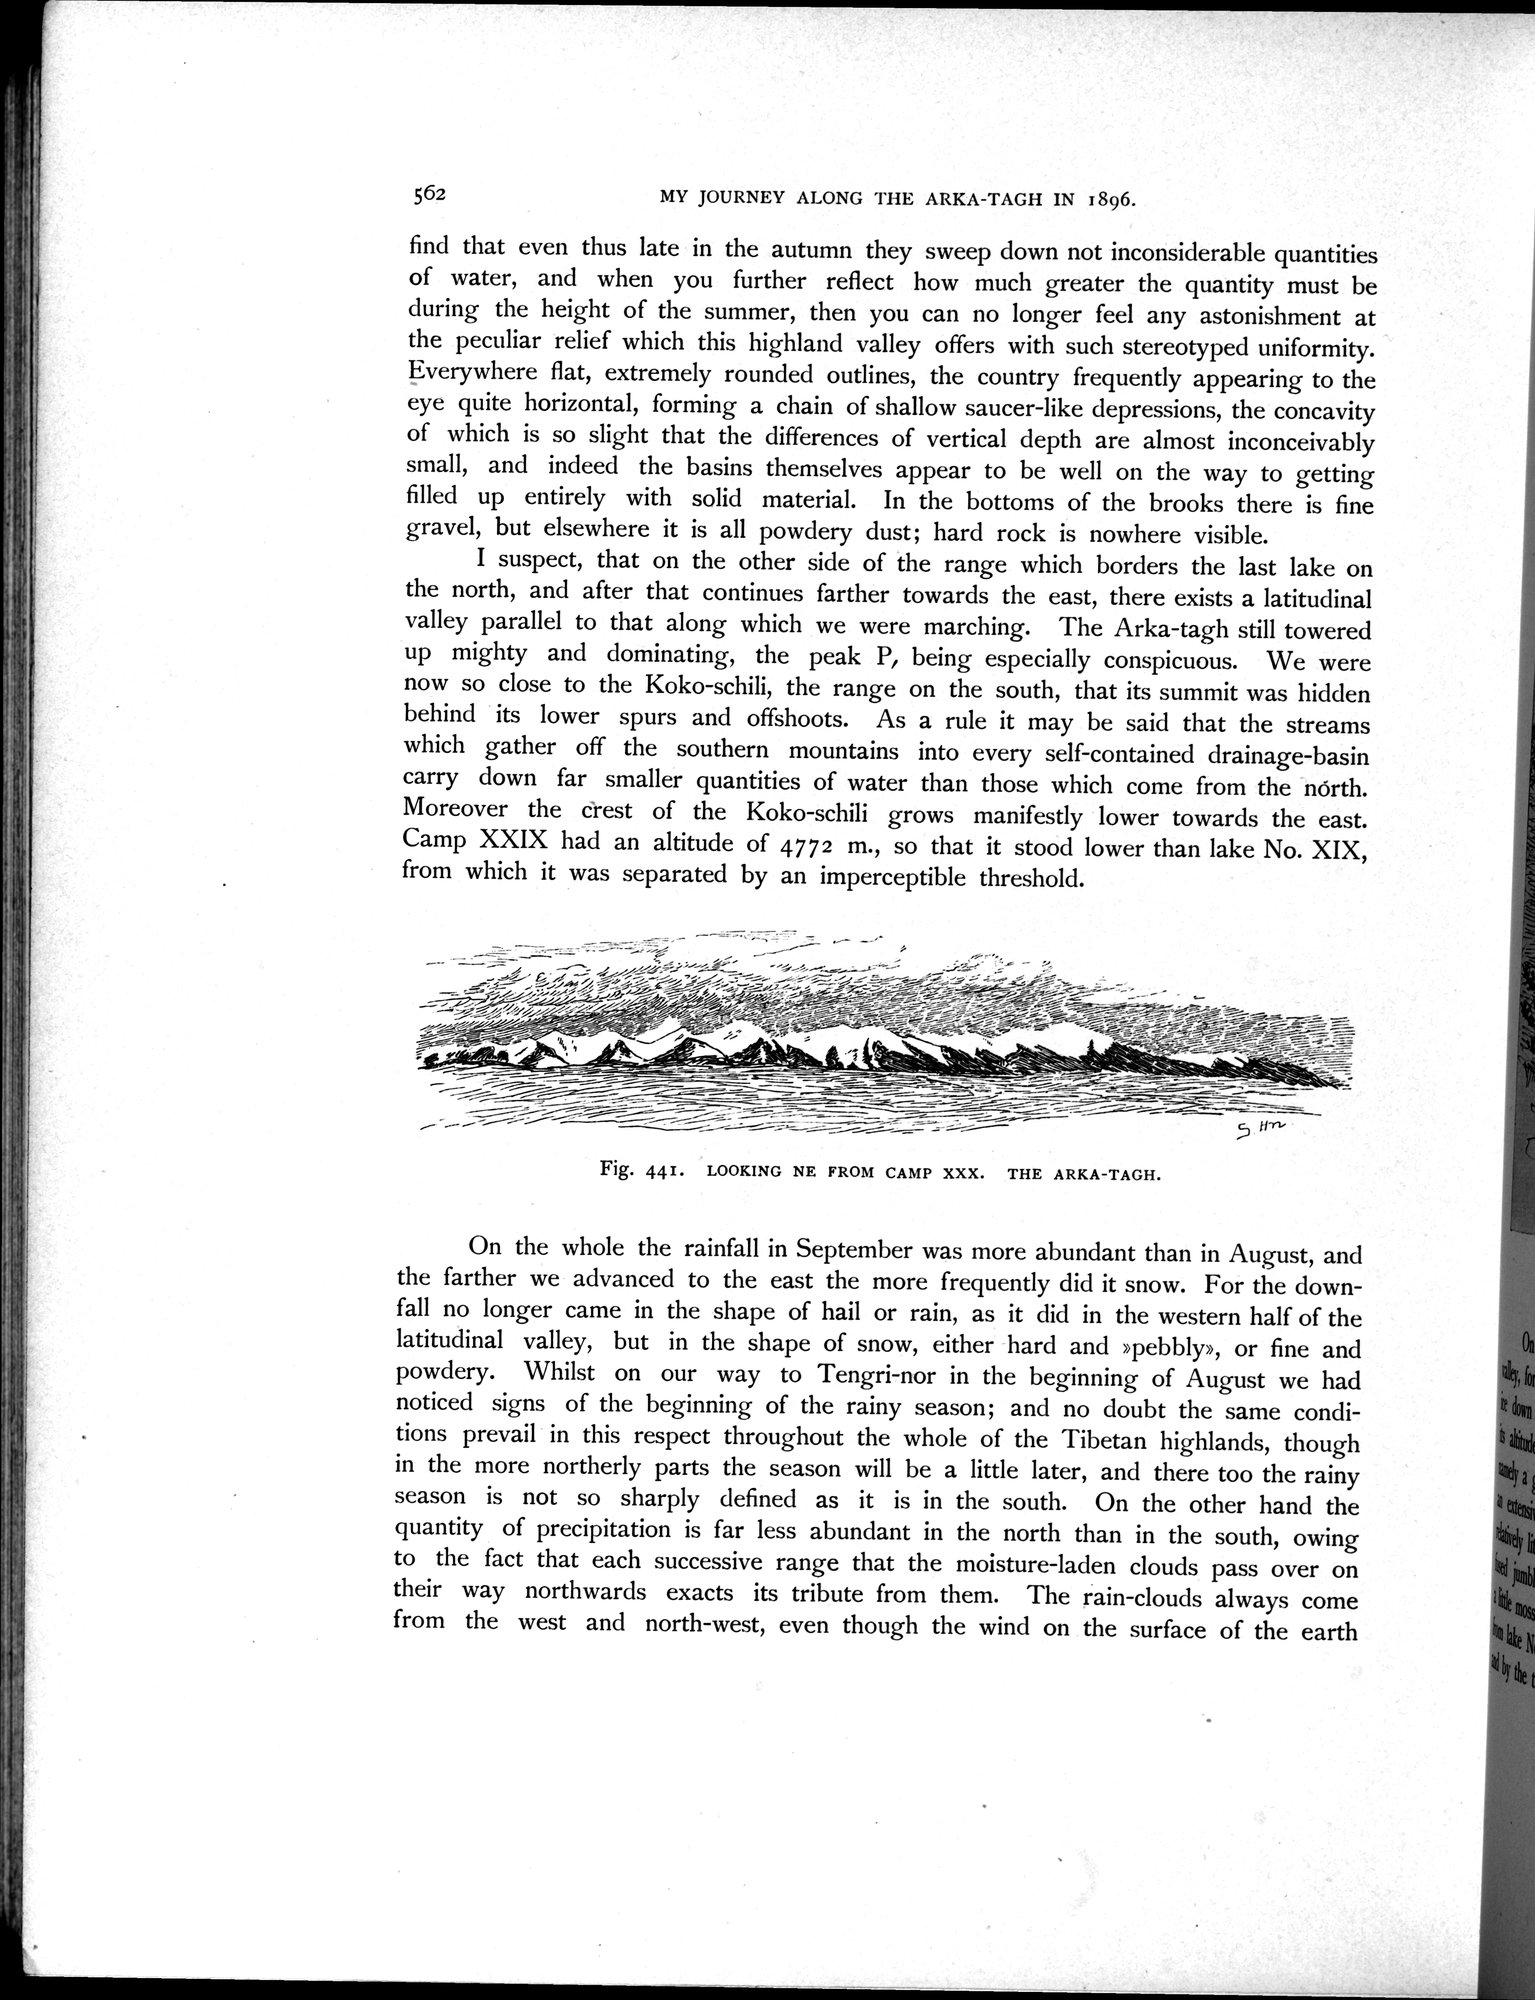 562
MY JOURNEY ALONG THE ARKA-TAGH IN 1896.
find that even thus late in the autumn they sweep down not inconsiderable quantities
of water, and when you further reflect how much greater the quantity must be
during the height of the summer, then you can no longer feel any astonishment at
the peculiar relief which this highland valley offers with such stereotyped uniformity.
Everywhere flat, extremely rounded outlines, the country frequently appearing to the
eye quite horizontal, forming a chain of shallow saucer-like depressions, the concavity
of which is so slight that the differences of vertical depth are almost inconceivably
small, and indeed the basins themselves appear to be well on the way to getting
filled up entirely with solid material. In the bottoms of the brooks there is fine
gravel, but elsewhere it is all powdery dust; hard rock is nowhere visible.
I suspect, that on the other side of the range which borders the last lake on
the north, and after that continues farther towards the east, there exists a latitudinal
valley parallel to that along which we were marching. The Arka-tagh still towered
up mighty and dominating, the peak P, being especially conspicuous. We were
now so close to the Koko-schili, the range on the south, that its summit was hidden
behind its lower spurs and offshoots. As a rule it may be said that the streams
which gather off the southern mountains into every self-contained drainage-basin
carry down far smaller quantities of water than those which come from the north.
Moreover the crest of the Koko-schili grows manifestly lower towards the east.
Camp XXIX had an altitude of 4772 m., so that it stood lower than lake No. XIX,
from which it was separated by an imperceptible threshold.
S. Hn
Fig. 441. LOOKING NE FROM CAMP XXX. THE ARKA-TAGH.
On the whole the rainfall in September was more abundant than in August, and
the farther we advanced to the east the more frequently did it snow. For the down-
fall no longer came in the shape of hail or rain, as it did in the western half of the
latitudinal valley, but in the shape of snow, either hard and »pebbly», or fine and
powdery. Whilst on our way to Tengri-nor in the beginning of August we had
noticed signs of the beginning of the rainy season; and no doubt the same condi-
tions prevail in this respect throughout the whole of the Tibetan highlands, though
in the more northerly parts the season will be a little later, and there too the rainy
season is not so sharply defined as it is in the south. On the other hand the
quantity of precipitation is far less abundant in the north than in the south, owing
to the fact that each successive range that the moisture-laden clouds pass over on
their way northwards exacts its tribute from them. The rain-clouds always come
from the west and north-west, even though the wind on the surface of the earth
On
valley, for
ice down
its altitude
namely a
an
relatively
a little moss
from lake
and by the